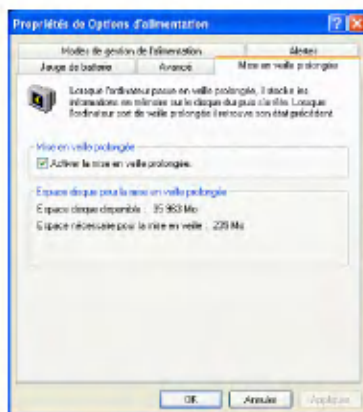 Propriétés de Options d'alimentation
Modes de gestion de l'alimentation
Alertes
Jauge de batterie
Avancé
Mise en veille prolongée
Lorsque l'ordinateur passe en veille prolongée, il stocke les
informations en mémoire sur le disque dur puis s'arrête. Lorsque
l'ordinateur sort de veille prolongée il retrouve son état précédent.
Mise en veille prolongée
Activer la mise en veille prolongée.
Espace disque pour la mise en veille prolongée
Espace disque disponible : 35 963 Mo
Espace nécessaire pour la mise en veille : 239 Mo
OK
Annuler
Appliquer